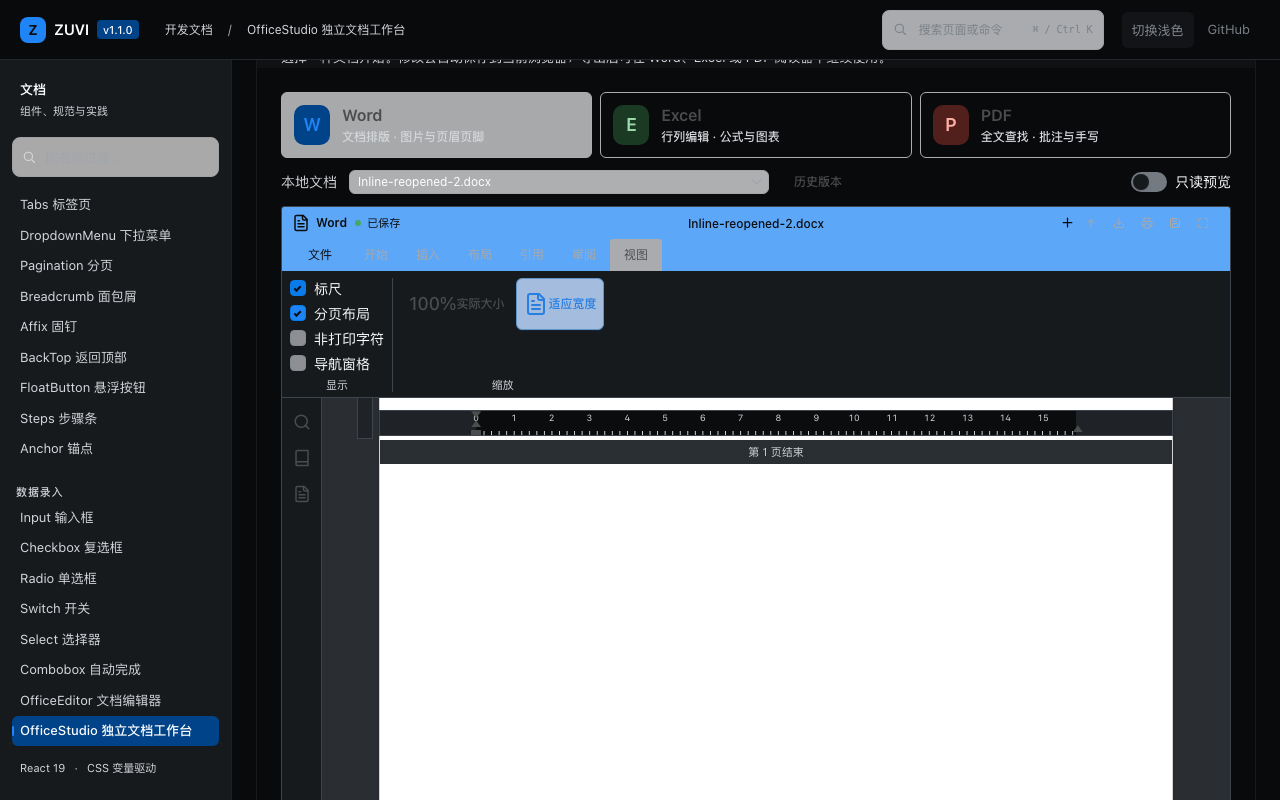 Z ZUVI v1.1.0 开发文档 / OfficeStudio 独立文档工作台 搜索页面或命令 ⌘ / Ctrl K 切换浅色 GitHub
文档
组件、规范与实践
Tabs 标签页
DropdownMenu 下拉菜单
Pagination 分页
Breadcrumb 面包屑
Affix 固钉
BackTop 返回顶部
FloatButton 悬浮按钮
Steps 步骤条
Anchor 锚点
数据录入
Input 输入框
Checkbox 复选框
Radio 单选框
Switch 开关
Select 选择器
Combobox 自动完成
OfficeEditor 文档编辑器
OfficeStudio 独立文档工作台
React 19 · CSS 变量驱动
W Word
文档排版 · 图片与页眉页脚
E Excel
行列编辑 · 公式与图表
P PDF
全文查找 · 批注与手写
本地文档 Inline-reopened-2.docx 历史版本 只读预览
Word 已保存 Inline-reopened-2.docx
文件 开始 插入 布局 引用 审阅 视图
标尺
分页布局
非打印字符
导航窗格
显示
100% 实际大小 适应宽度
缩放
0 1 2 3 4 5 6 7 8 9 10 11 12 13 14 15
第 1 页结束